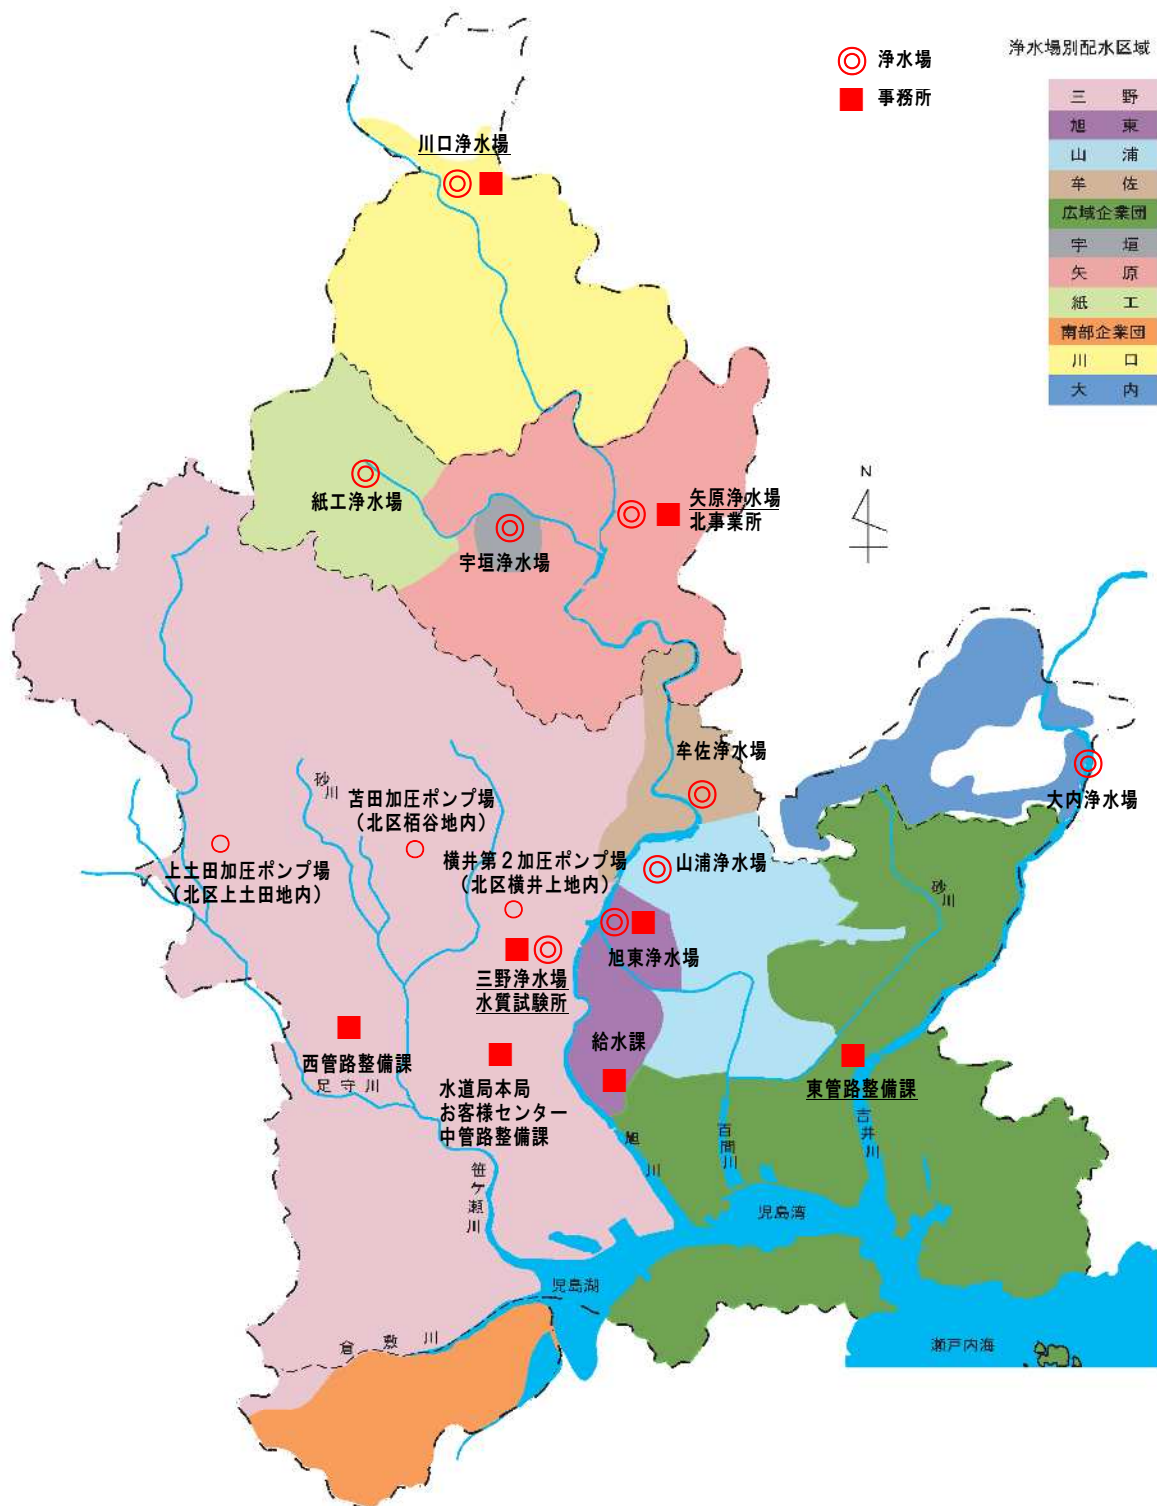 浄水場
事務所
浄水場別配水区域
三野
旭東
山浦
牟佐
広域企業団
宇垣
矢原
紙工
南部企業団
川口
大内
川口浄水場
紙工浄水場
宇垣浄水場
矢原浄水場
北事業所
N
牟佐浄水場
大内浄水場
砂川
苫田加圧ポンプ場
（北区栢谷地内）
上土田加圧ポンプ場
（北区上土田地内）
横井第２加圧ポンプ場
（北区横井上地内）
山浦浄水場
砂川
旭東浄水場
三野浄水場
水質試験所
西管路整備課
足守川
水道局本局
お客様センター
中管路整備課
給水課
東管路整備課
旭川
百間川
吉井川
笹ケ瀬川
児島湾
児島湖
倉敷川
瀬戸内海